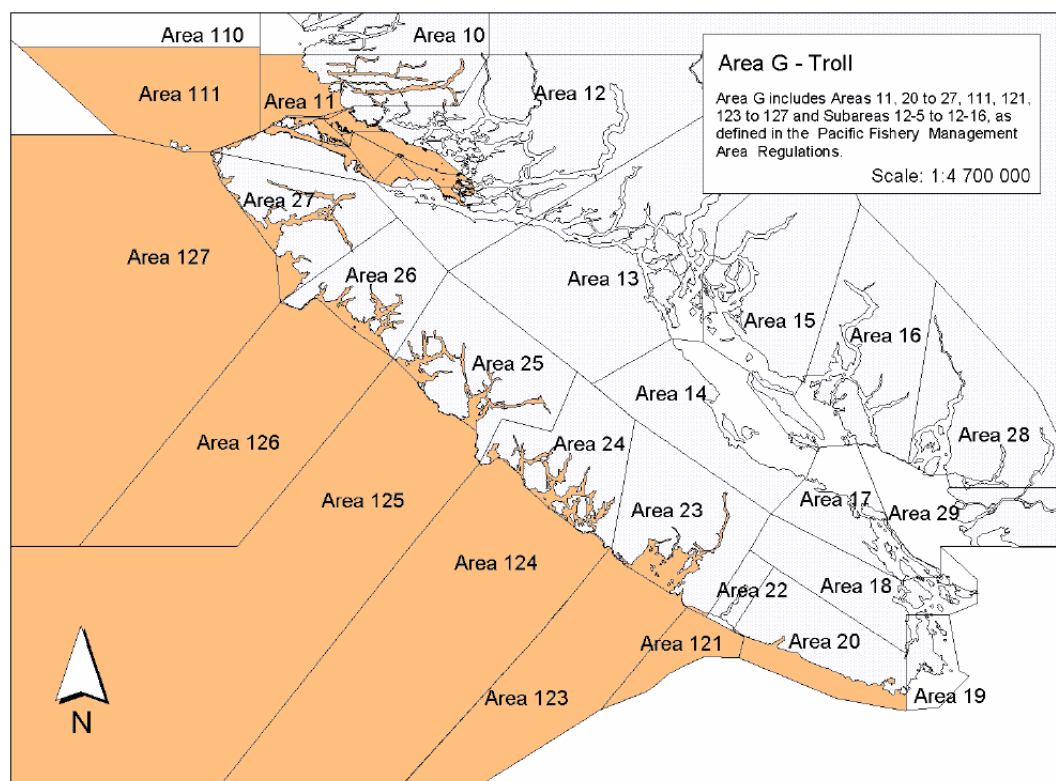 Area 110
Area 10
Area 111
Area 11
Area 12
Area G - Troll
Area G includes Areas 11, 20 to 27, 111, 121,
123 to 127 and Subareas 12-5 to 12-16, as
defined in the Pacific Fishery Management
Area Regulations.
Scale: 1:4 700 000
Area 27
Area 127
Area 26
Area 13
Area 15
Area 16
Area 25
Area 14
Area 126
Area 24
Area 28
Area 125
Area 17
Area 23
Area 29
Area 124
Area 22
Area 18
Area 121
Area 20
Area 123
Area 19
N